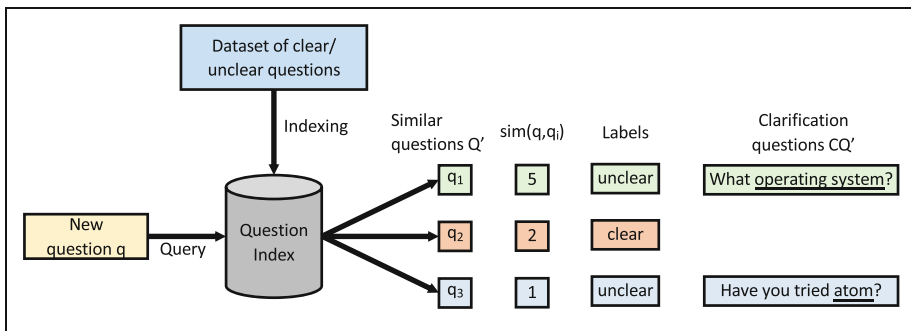 Dataset of clear/
unclear questions
Indexing
Similar
questions Q’
sim(q,qi)
Labels
Clarification
questions CQ’
q1
5
unclear
What operating system?
New
question q
Query
Question
Index
q2
2
clear
q3
1
unclear
Have you tried atom?